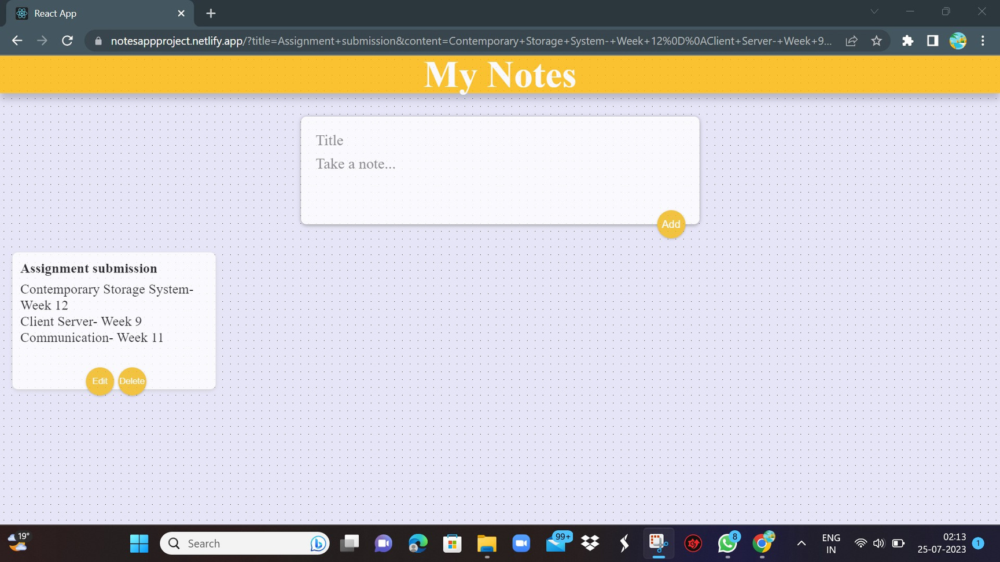 React App
notesappproject.netlify.app/?title=Assignment+submission&content=Contemporary+Storage+System-+Week+12%0D%0AClient+Server-+Week+9...
My Notes
Title
Take a note...
Add
Assignment submission
Contemporary Storage System-
Week 12
Client Server- Week 9
Communication- Week 11
Edit Delete
19°
Search
99+
8
ENG
IN
02:13
25-07-2023
1